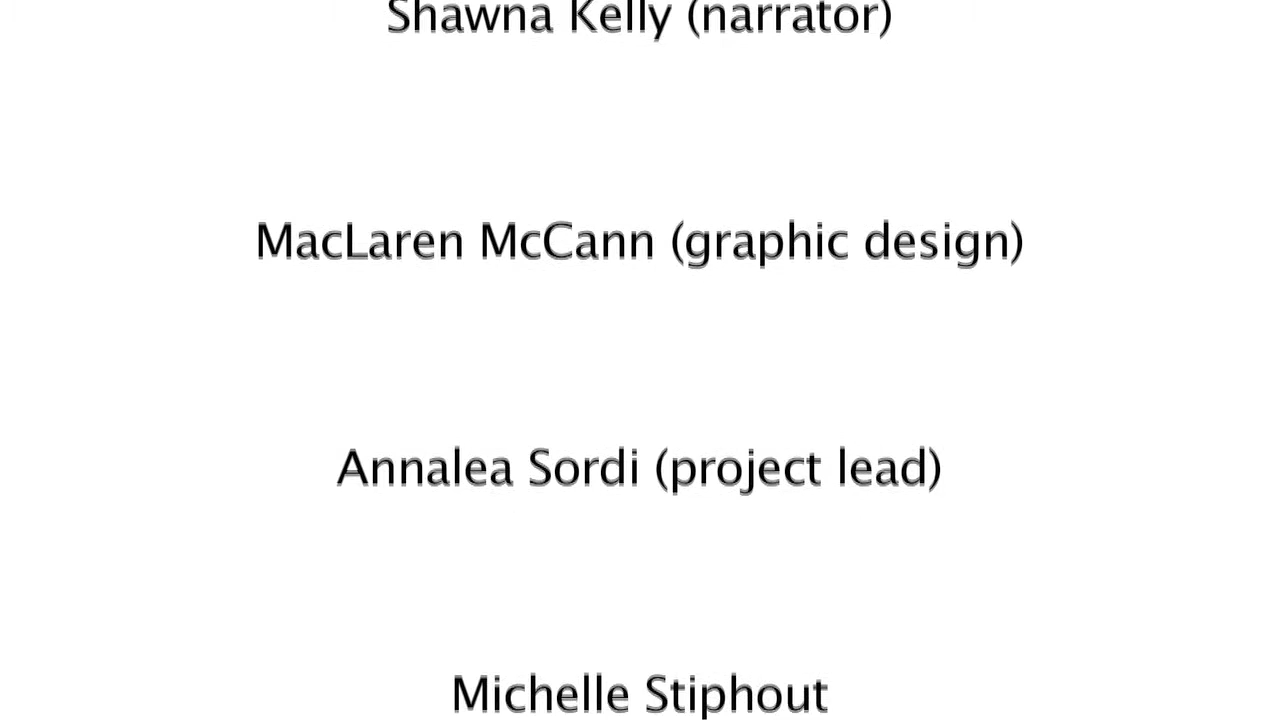 Shawna Kelly (narrator)
MacLaren McCann (graphic design)
Annalea Sordi (project lead)
Michelle Stiphout